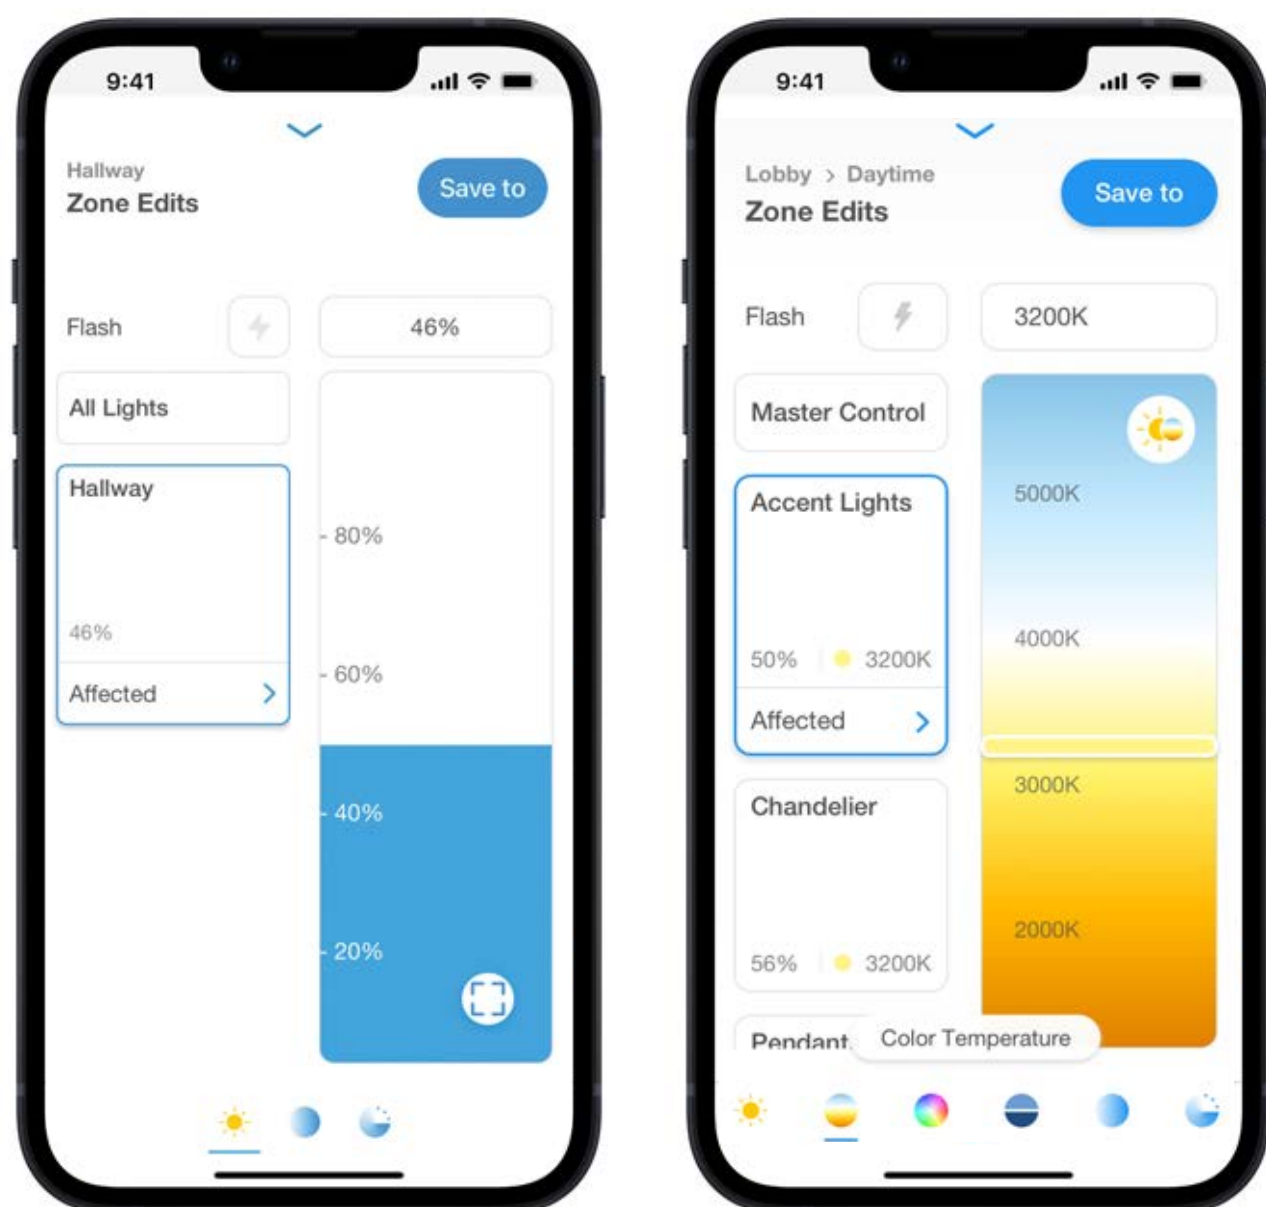 9:41
Hallway
Zone Edits
Save to
Flash
46%
All Lights
Hallway
46%
Affected
80%
60%
40%
20%
9:41
Lobby > Daytime
Zone Edits
Save to
Flash
3200K
Master Control
Accent Lights
50% 3200K
Affected
Chandelier
56% 3200K
Pendant
5000K
4000K
3000K
2000K
Color Temperature